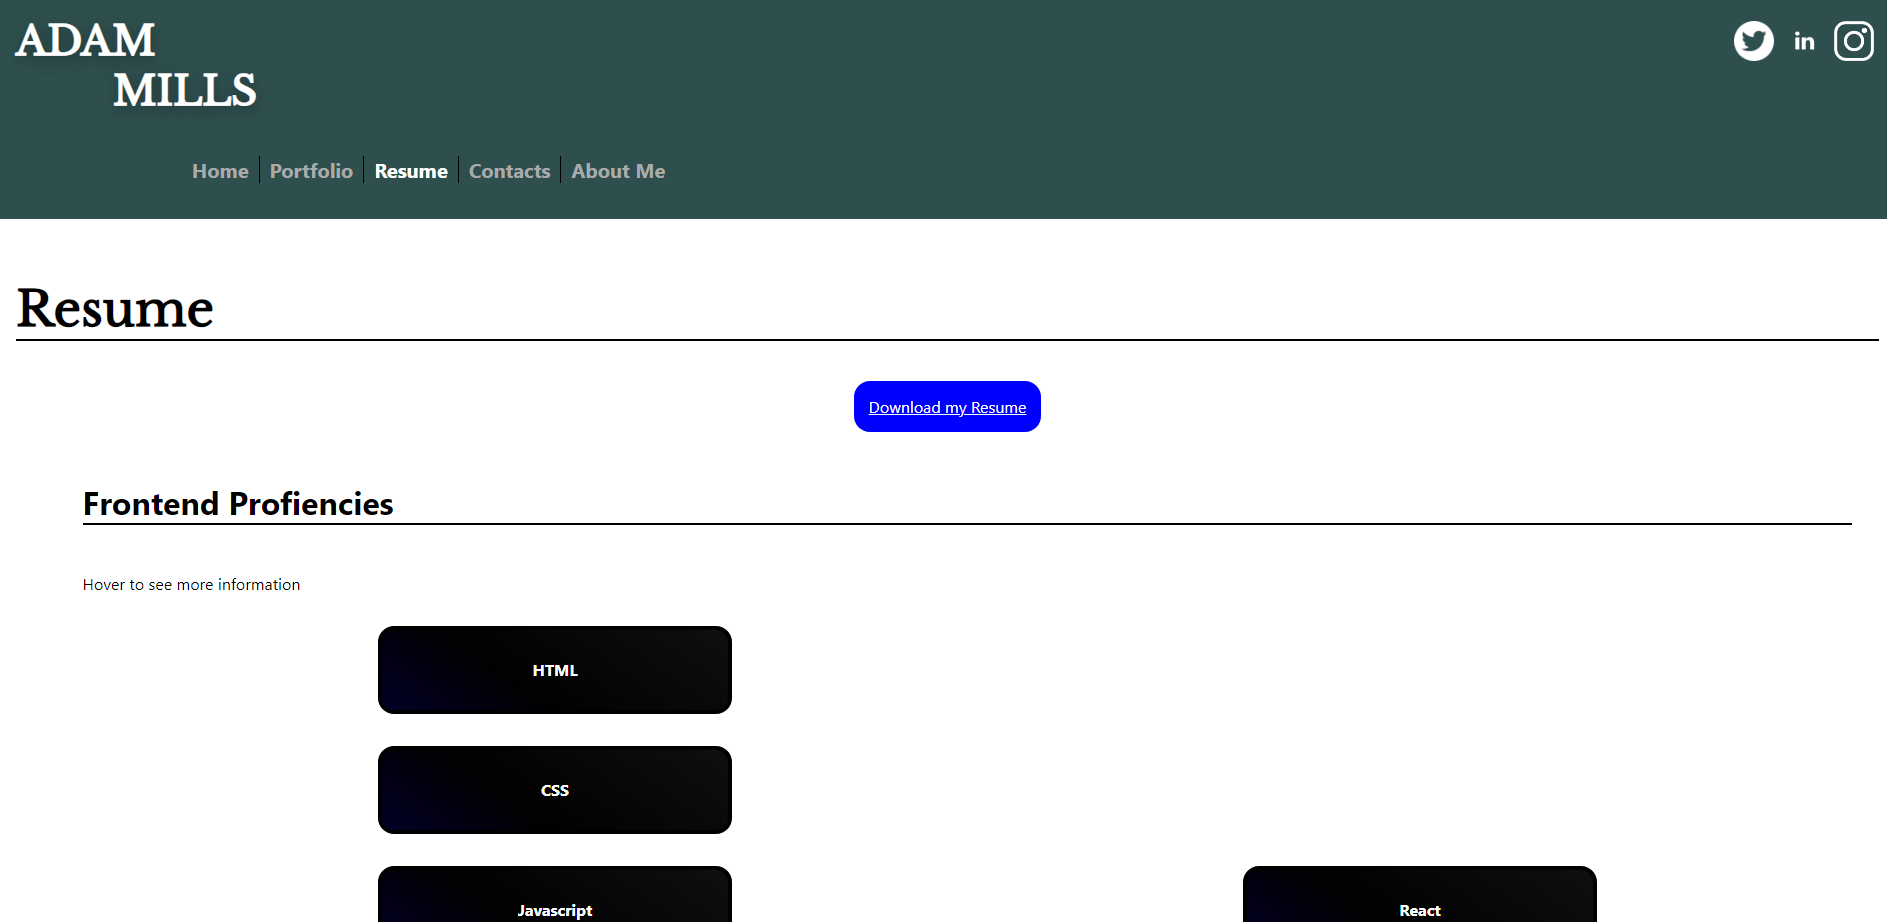 ADAM
MILLS
in
Home Portfolio Resume Contacts About Me
Resume
Download my Resume
Frontend Profiencies
Hover to see more information
HTML
CSS
Javascript React